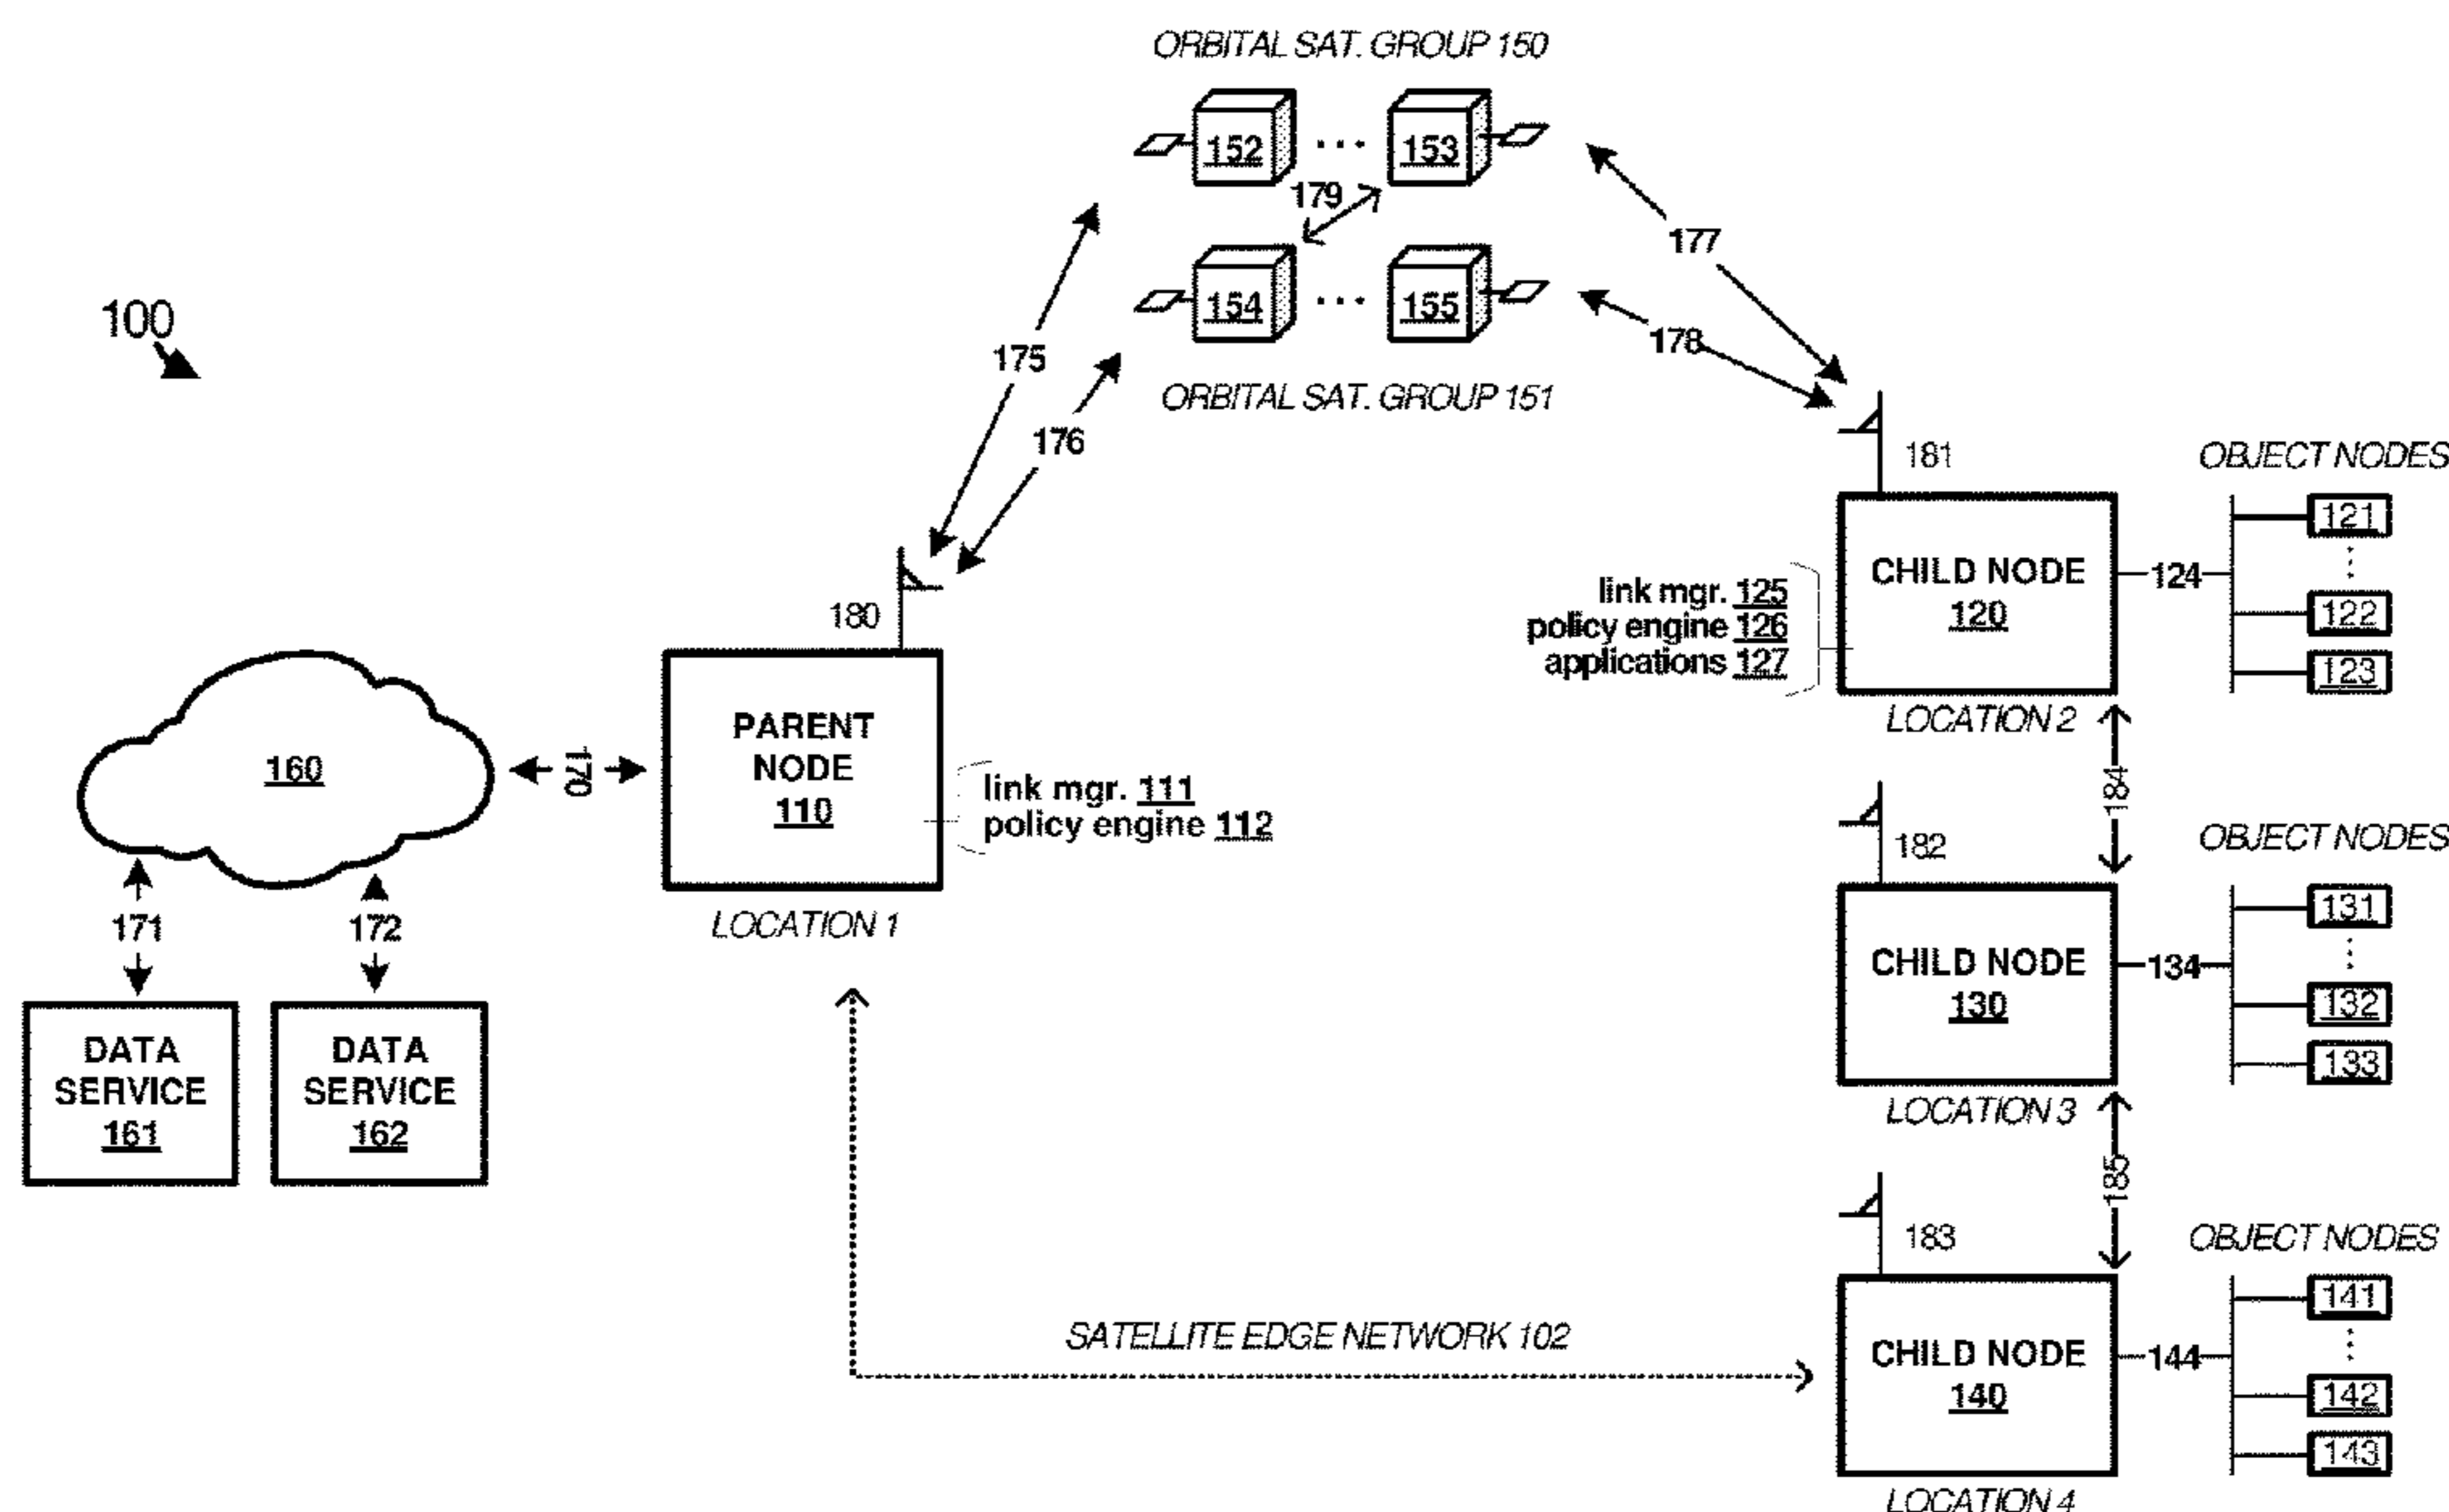 ORBITAL SAT. GROUP 150
152
153
179
154
155
ORBITAL SAT. GROUP 151
100
175
176
177
178
180
160
170
171
172
DATA
SERVICE
161
DATA
SERVICE
162
PARENT
NODE
110
link mgr. 111
policy engine 112
LOCATION 1
SATELLITE EDGE NETWORK 102
181
link mgr. 125
policy engine 126
applications 127
CHILD NODE
120
LOCATION 2
124
OBJECT NODES
121
122
123
184
182
CHILD NODE
130
LOCATION 3
134
OBJECT NODES
131
132
133
185
183
CHILD NODE
140
LOCATION 4
144
OBJECT NODES
141
142
143